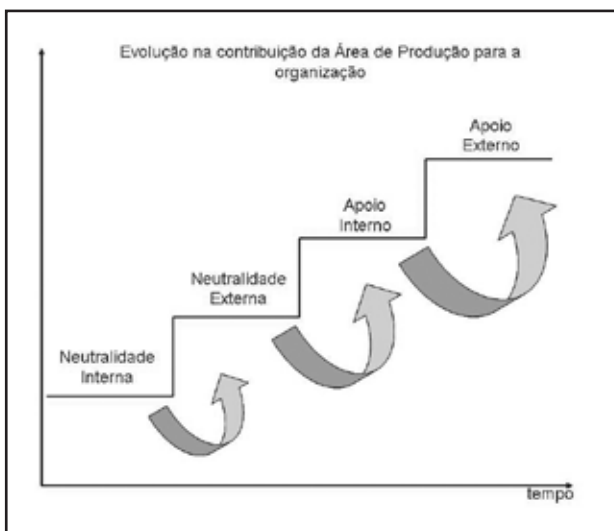 Evolução na contribuição da Área de Produção para a
organização
Apoio
Externo
Apoio
Interno
Neutralidade
Externa
Neutralidade
Interna
tempo